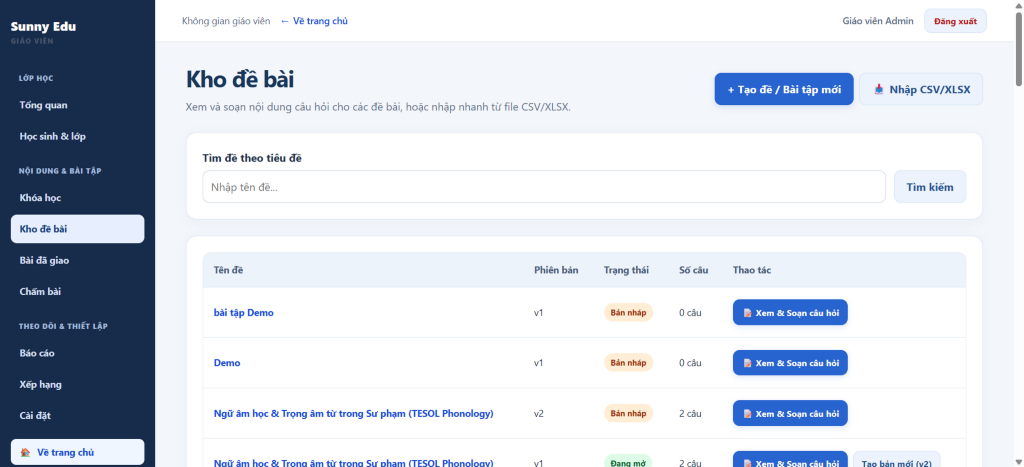 Sunny Edu
GIÁO VIÊN
LỚP HỌC
Tổng quan
Học sinh & lớp
NỘI DUNG & BÀI TẬP
Khóa học
Kho đề bài
Bài đã giao
Chấm bài
THEO DÕI & THIẾT LẬP
Báo cáo
Xếp hạng
Cài đặt
Về trang chủ
Không gian giáo viên ← Về trang chủ
Giáo viên Admin Đăng xuất
Kho đề bài
Xem và soạn nội dung câu hỏi cho các đề bài, hoặc nhập nhanh từ file CSV/XLSX.
+ Tạo đề / Bài tập mới Nhập CSV/XLSX
Tìm đề theo tiêu đề
Nhập tên đề... Tìm kiếm
Tên đề Phiên bản Trạng thái Số câu Thao tác
bài tập Demo v1 Bản nháp 0 câu Xem & Soạn câu hỏi
Demo v1 Bản nháp 0 câu Xem & Soạn câu hỏi
Ngữ âm học & Trọng âm từ trong Sư phạm (TESOL Phonology) v2 Bản nháp 2 câu Xem & Soạn câu hỏi
Ngữ âm học & Trọng âm từ trong Sư phạm (TESOL Phonology) v1 Đang mở 2 câu Xem & Soạn câu hỏi Tạo bản mới (v2)